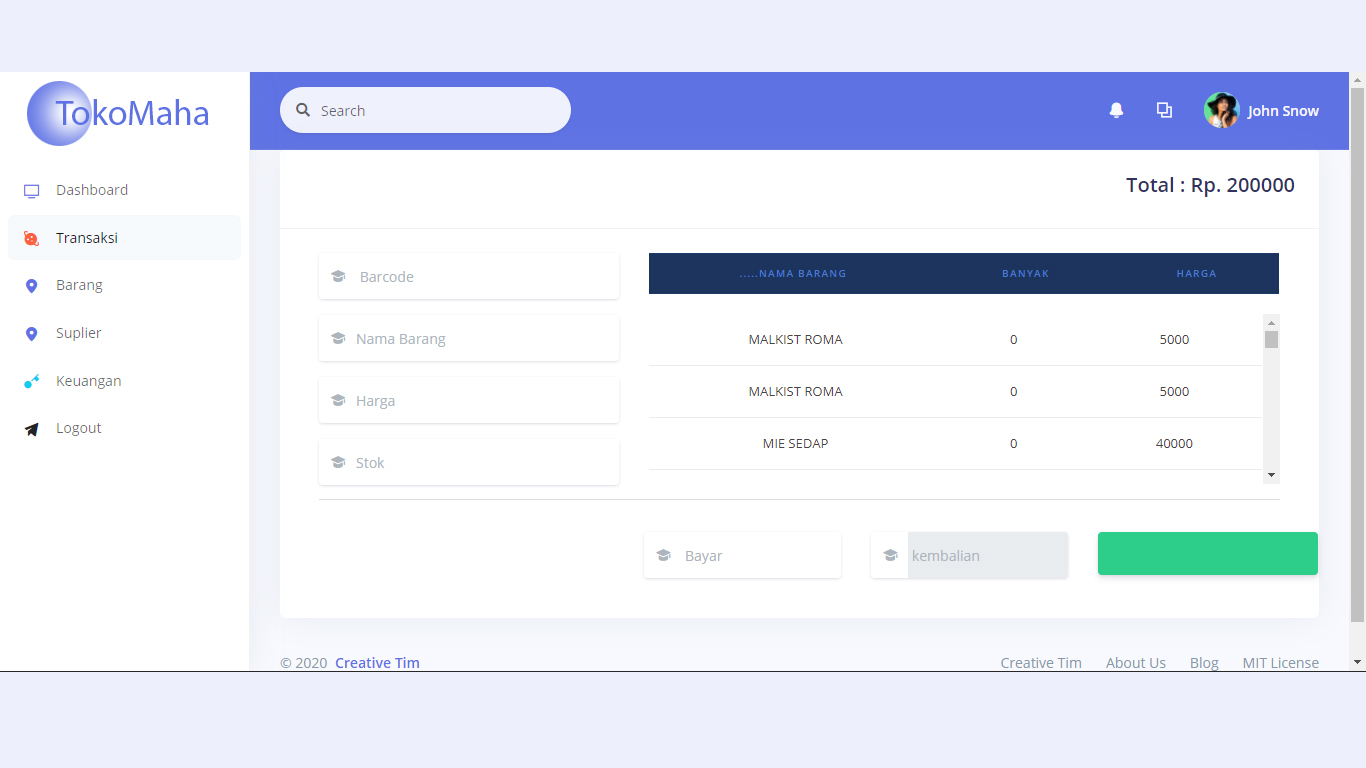 TokoMaha
Search
John Snow
Dashboard
Transaksi
Barang
Suplier
Keuangan
Logout
Total : Rp. 200000
Barcode
Nama Barang
Harga
Stok
.....NAMA BARANG BANYAK HARGA
MALKIST ROMA 0 5000
MALKIST ROMA 0 5000
MIE SEDAP 0 40000
Bayar
kembalian
© 2020 Creative Tim
Creative Tim About Us Blog MIT License